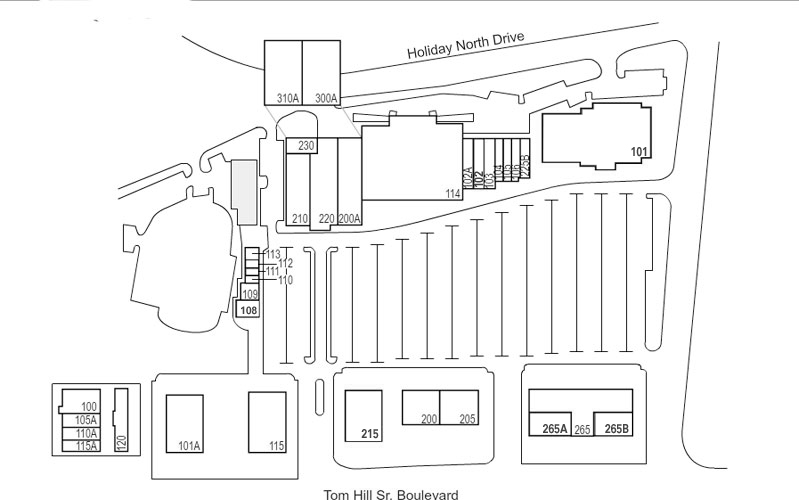 Holiday North Drive
310A
300A
230
101
102A
102
103
104
105
106
225B
114
210
220
200A
113
112
111
110
109
108
100
105A
110A
115A
120
101A
115
215
200
205
265A
265
265B
Tom Hill Sr. Boulevard